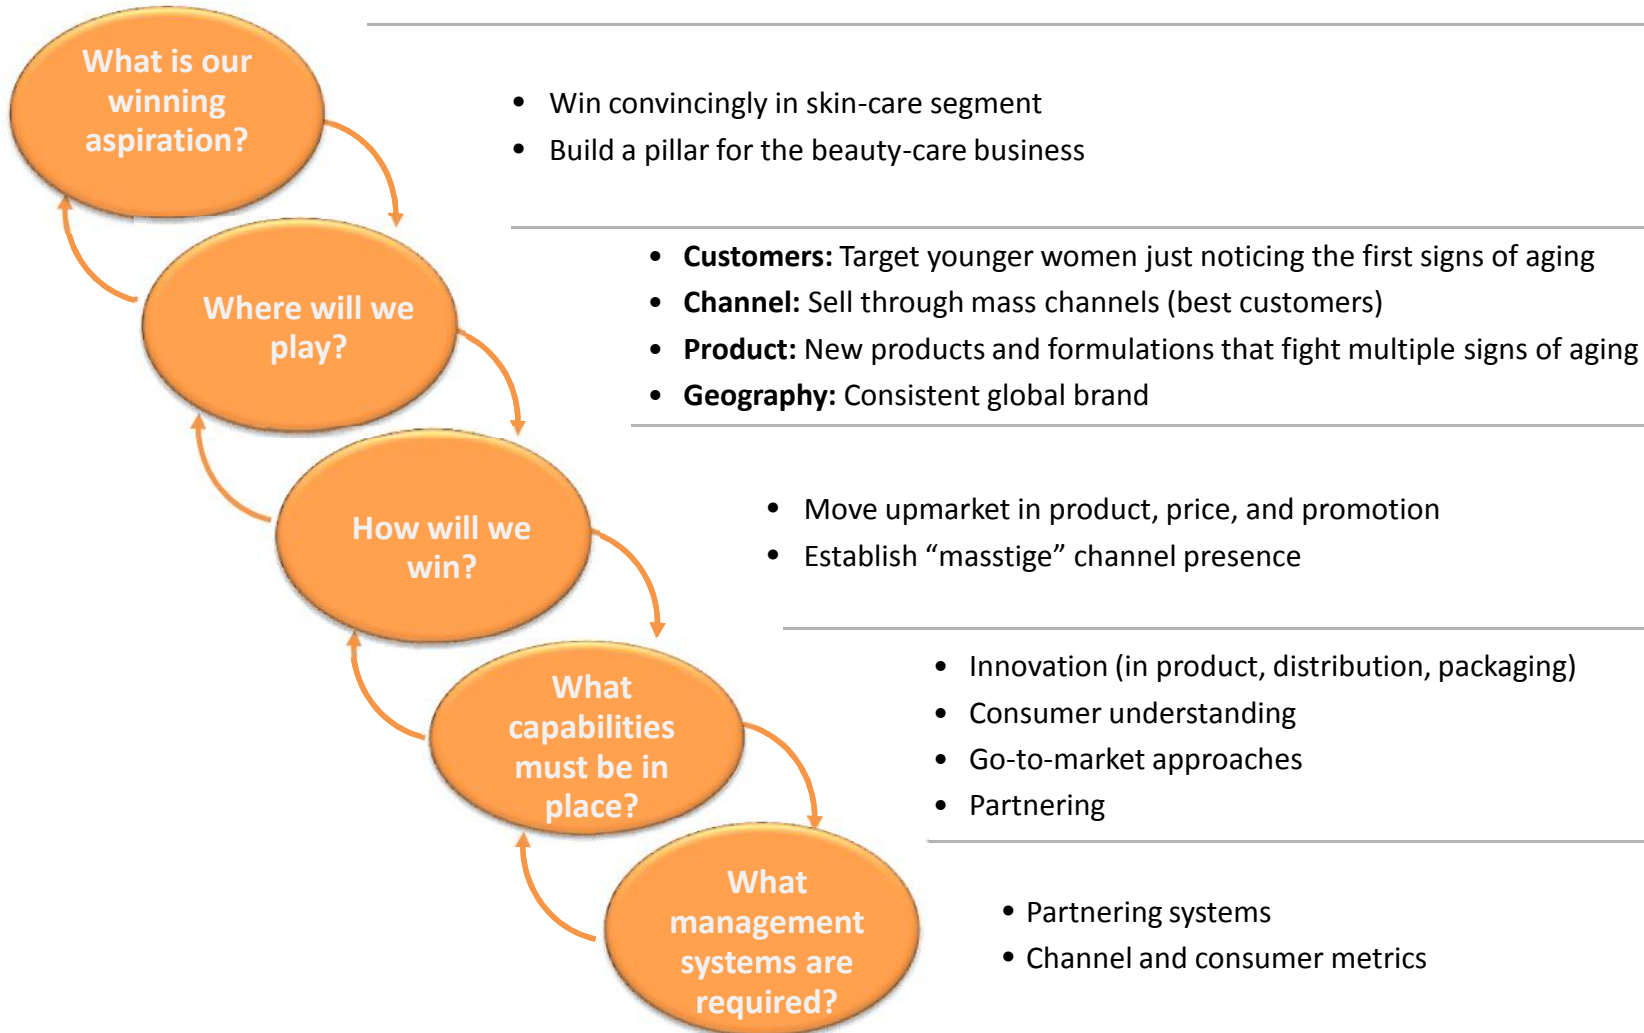 What is our
winning
aspiration?
• Win convincingly in skin-care segment
• Build a pillar for the beauty-care business
Where will we
play?
• Customers: Target younger women just noticing the first signs of aging
• Channel: Sell through mass channels (best customers)
• Product: New products and formulations that fight multiple signs of aging
• Geography: Consistent global brand
How will we
win?
• Move upmarket in product, price, and promotion
• Establish “masstige” channel presence
What
capabilities
must be in
place?
• Innovation (in product, distribution, packaging)
• Consumer understanding
• Go-to-market approaches
• Partnering
What
management
systems are
required?
• Partnering systems
• Channel and consumer metrics